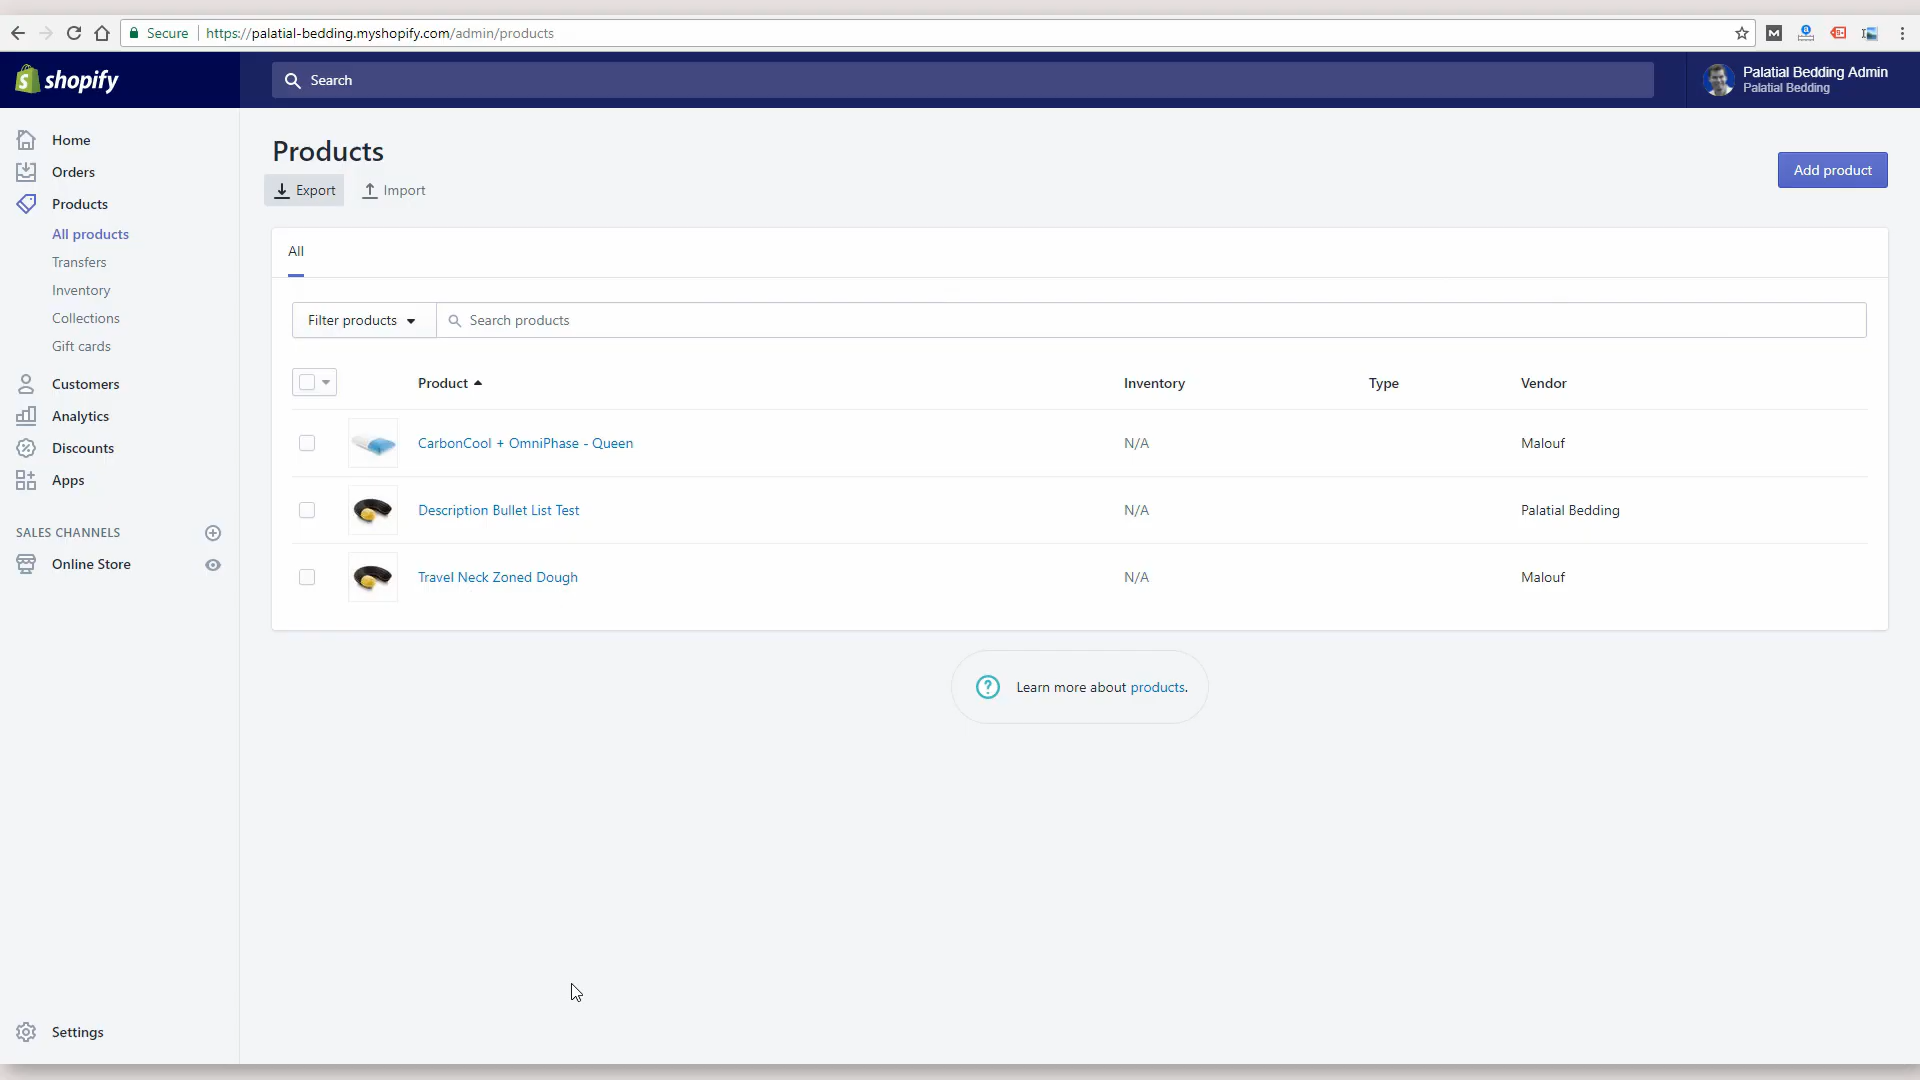 Secure https://palatial-bedding.myshopify.com/admin/products
shopify
Search
Palatial Bedding Admin
Palatial Bedding
Home
Orders
Products
All products
Transfers
Inventory
Collections
Gift cards
Customers
Analytics
Discounts
Apps
SALES CHANNELS
Online Store
Settings
Products
Export Import
Add product
All
Filter products Search products
Product Inventory Type Vendor
CarbonCool + OmniPhase - Queen N/A Malouf
Description Bullet List Test N/A Palatial Bedding
Travel Neck Zoned Dough N/A Malouf
Learn more about products.